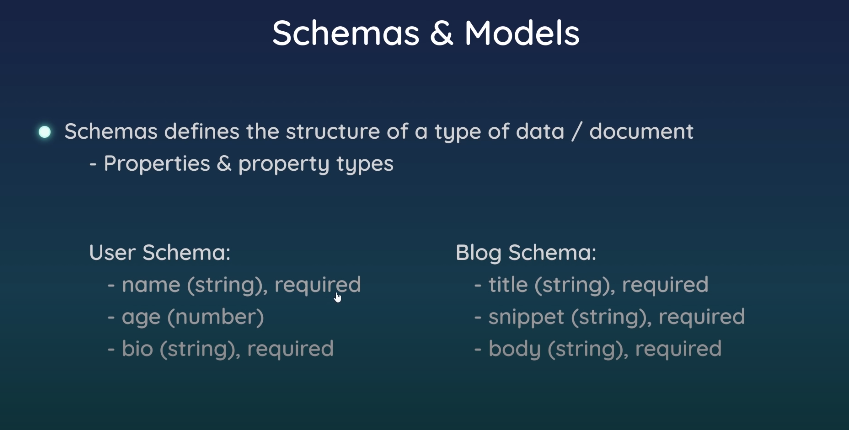 Schemas & Models
Schemas defines the structure of a type of data / document
- Properties & property types
User Schema:
- name (string), required
- age (number)
- bio (string), required
Blog Schema:
- title (string), required
- snippet (string), required
- body (string), required